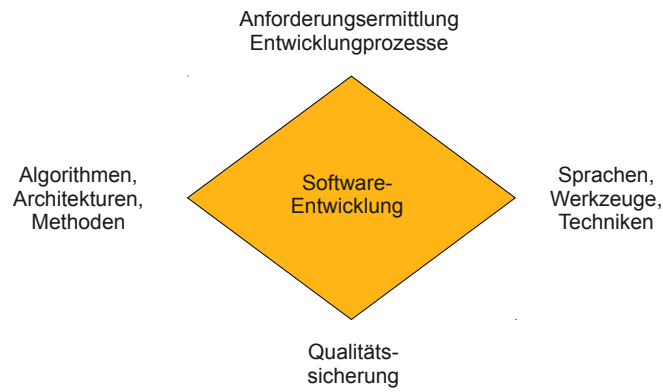 Anforderungsermittlung
Entwicklungprozesse
Algorithmen,
Architekturen,
Methoden
Software-
Entwicklung
Sprachen,
Werkzeuge,
Techniken
Qualitäts-
sicherung